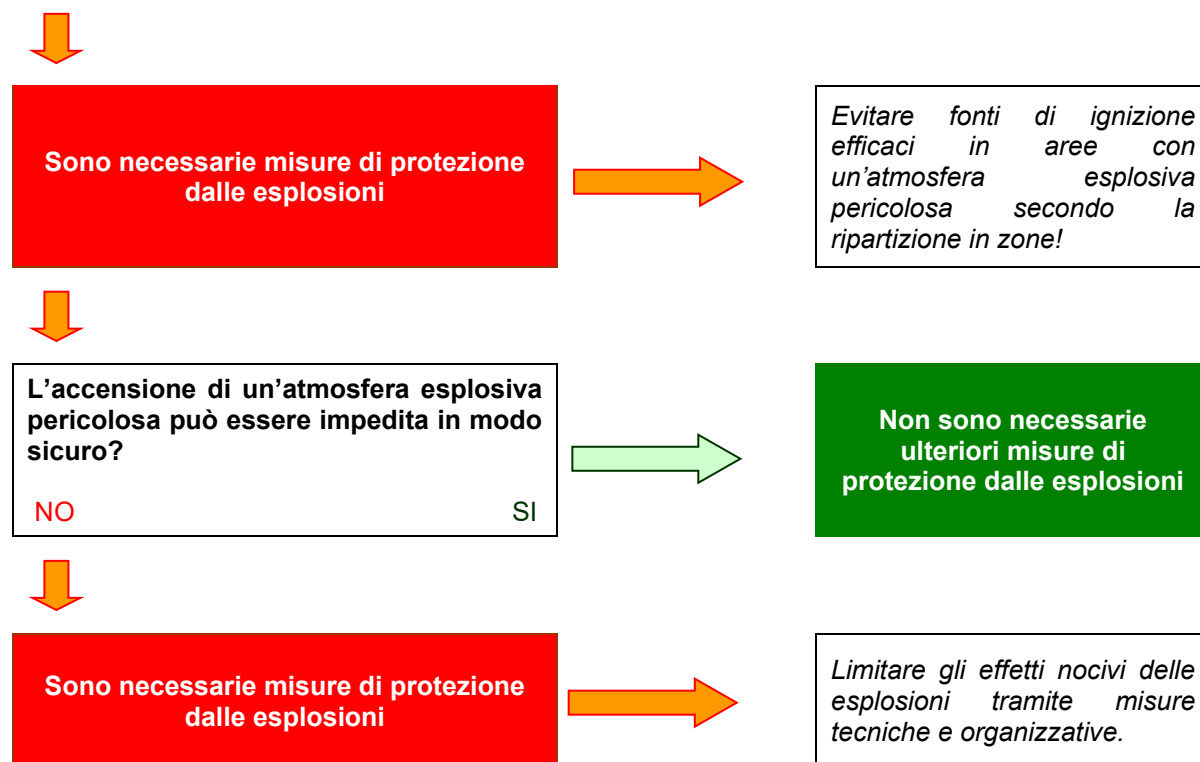 Sono necessarie misure di protezione
dalle esplosioni
Evitare fonti di ignizione
efficaci in aree con
un'atmosfera esplosiva
pericolosa secondo la
ripartizione in zone!
L'accensione di un'atmosfera esplosiva
pericolosa può essere impedita in modo
sicuro?
NO SI
Non sono necessarie
ulteriori misure di
protezione dalle esplosioni
Sono necessarie misure di protezione
dalle esplosioni
Limitare gli effetti nocivi delle
esplosioni tramite misure
tecniche e organizzative.